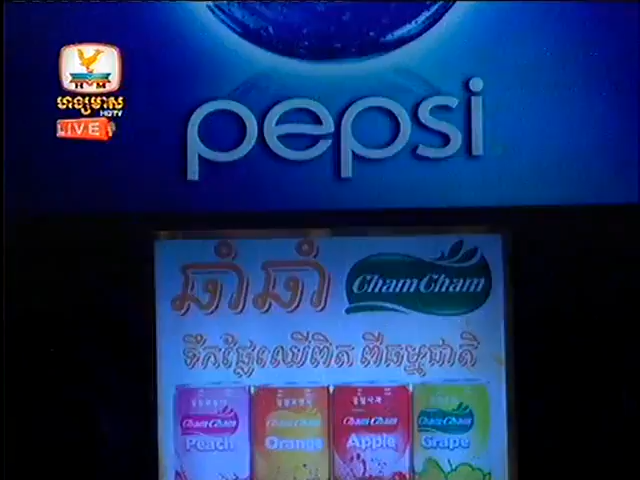 HM
ហង្សមាស
HDTV
LIVE
pepsi
ឆាំ ឆាំ
Cham Cham
ទឹកផ្លែឈើពិត ពីធម្មជាតិ
Cham Cham
Peach
Cham Cham
Orange
Cham Cham
Apple
Cham Cham
Grape